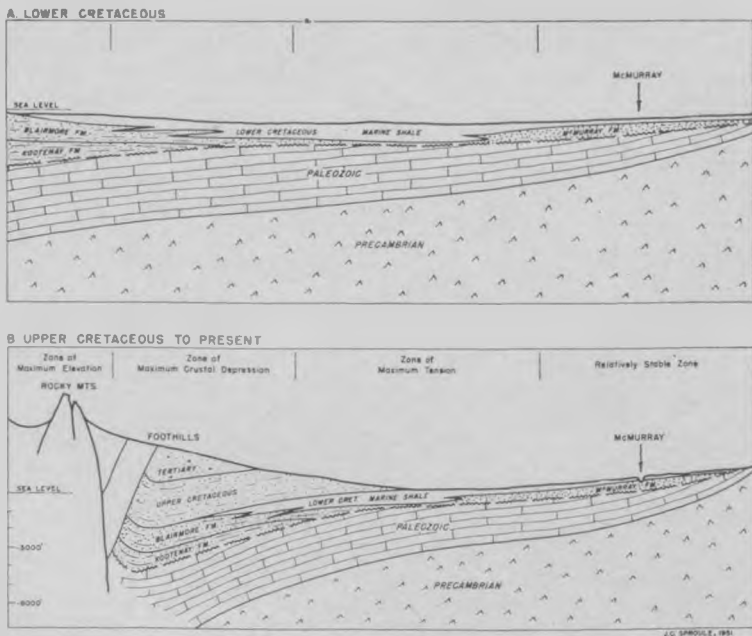 A. LOWER CRETACEOUS
McMURRAY
SEA LEVEL
BLAIRMORE FM.
LOWER CRETACEOUS MARINE SHALE
McMURRAY FM.
KOOTENAY FM.
PALEOZOIC
PRECAMBRIAN
B UPPER CRETACEOUS TO PRESENT
Zone of Maximum Elevation
Zone of Maximum Crustal Depression
Zone of Maximum Tension
Relatively Stable Zone
ROCKY MTS.
FOOTHILLS
McMURRAY
TERTIARY
SEA LEVEL
UPPER CRETACEOUS
LOWER CRET. MARINE SHALE
McMURRAY FM.
BLAIRMORE FM.
KOOTENAY FM.
PALEOZOIC
PRECAMBRIAN
J.C. SPROULE, 1951